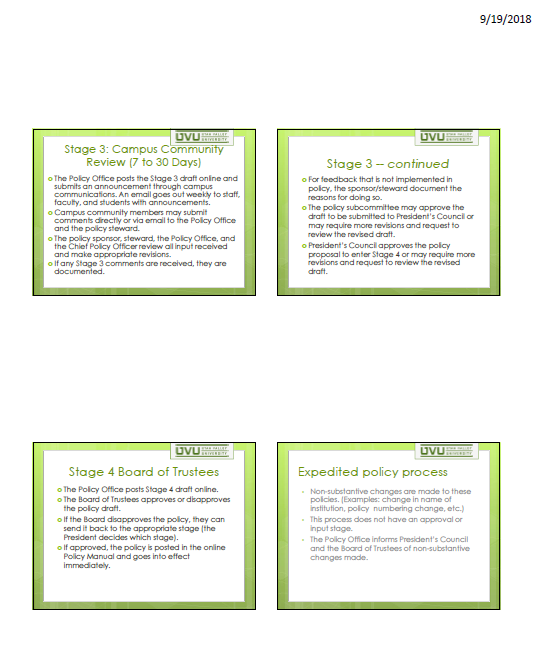 9/19/2018
UVU UTAH VALLEY
UNIVERSITY
Stage 3: Campus Community
Review (7 to 30 Days)
The Policy Office posts the Stage 3 draft online and
submits an announcement through campus
communications. An email goes out weekly to staff,
faculty, and students with announcements.
Campus community members may submit
comments directly or via email to the Policy Office
and the policy steward.
The policy sponsor, steward, the Policy Office, and
the Chief Policy Officer review all input received
and make appropriate revisions.
If any Stage 3 comments are received, they are
documented.
UVU UTAH VALLEY
UNIVERSITY
Stage 3 – continued
For feedback that is not implemented in
policy, the sponsor/steward document the
reasons for doing so.
The policy subcommittee may approve the
draft to be submitted to President's Council or
may require more revisions and request to
review the revised draft.
President's Council approves the policy
proposal to enter Stage 4 or may require more
revisions and request to review the revised
draft.
UVU UTAH VALLEY
UNIVERSITY
Stage 4 Board of Trustees
The Policy Office posts Stage 4 draft online.
The Board of Trustees approves or disapproves
the policy draft.
If the Board disapproves the policy, they can
send it back to the appropriate stage (the
President decides which stage).
If approved, the policy is posted in the online
Policy Manual and goes into effect
immediately.
UVU UTAH VALLEY
UNIVERSITY
Expedited policy process
Non-substantive changes are made to these
policies. (Examples: change in name of
institution, policy numbering change, etc.)
This process does not have an approval or
input stage.
The Policy Office informs President's Council
and the Board of Trustees of non-substantive
changes made.